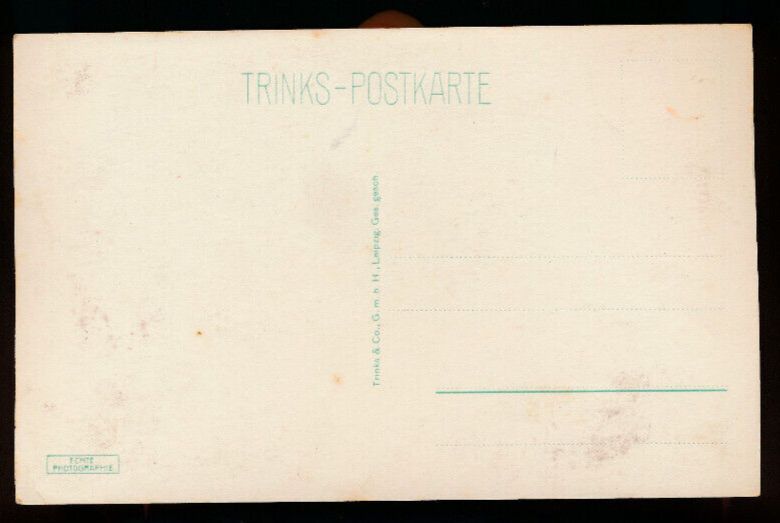 TRINKS-POSTKARTE
Trinks & Co., G. m. b. H., Leipzig. Ges. gesch
ECHTE
PHOTOGRAPHIE